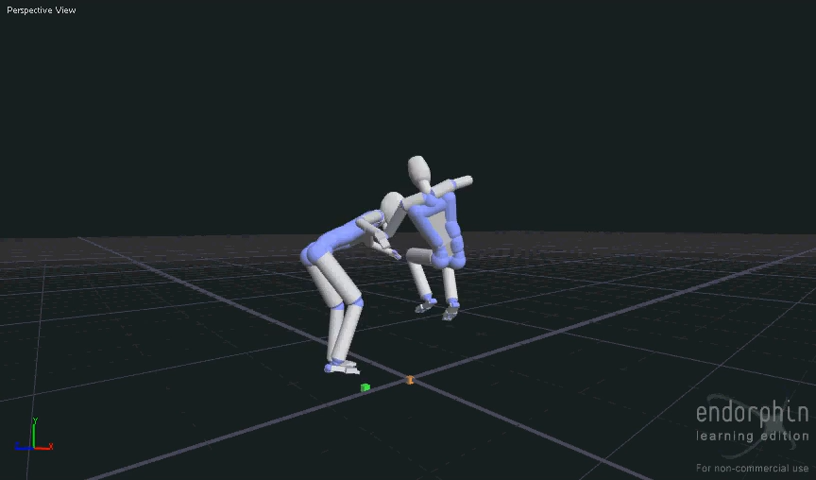 Perspective View
Y
X
endorphin
learning edition
For non-commercial use